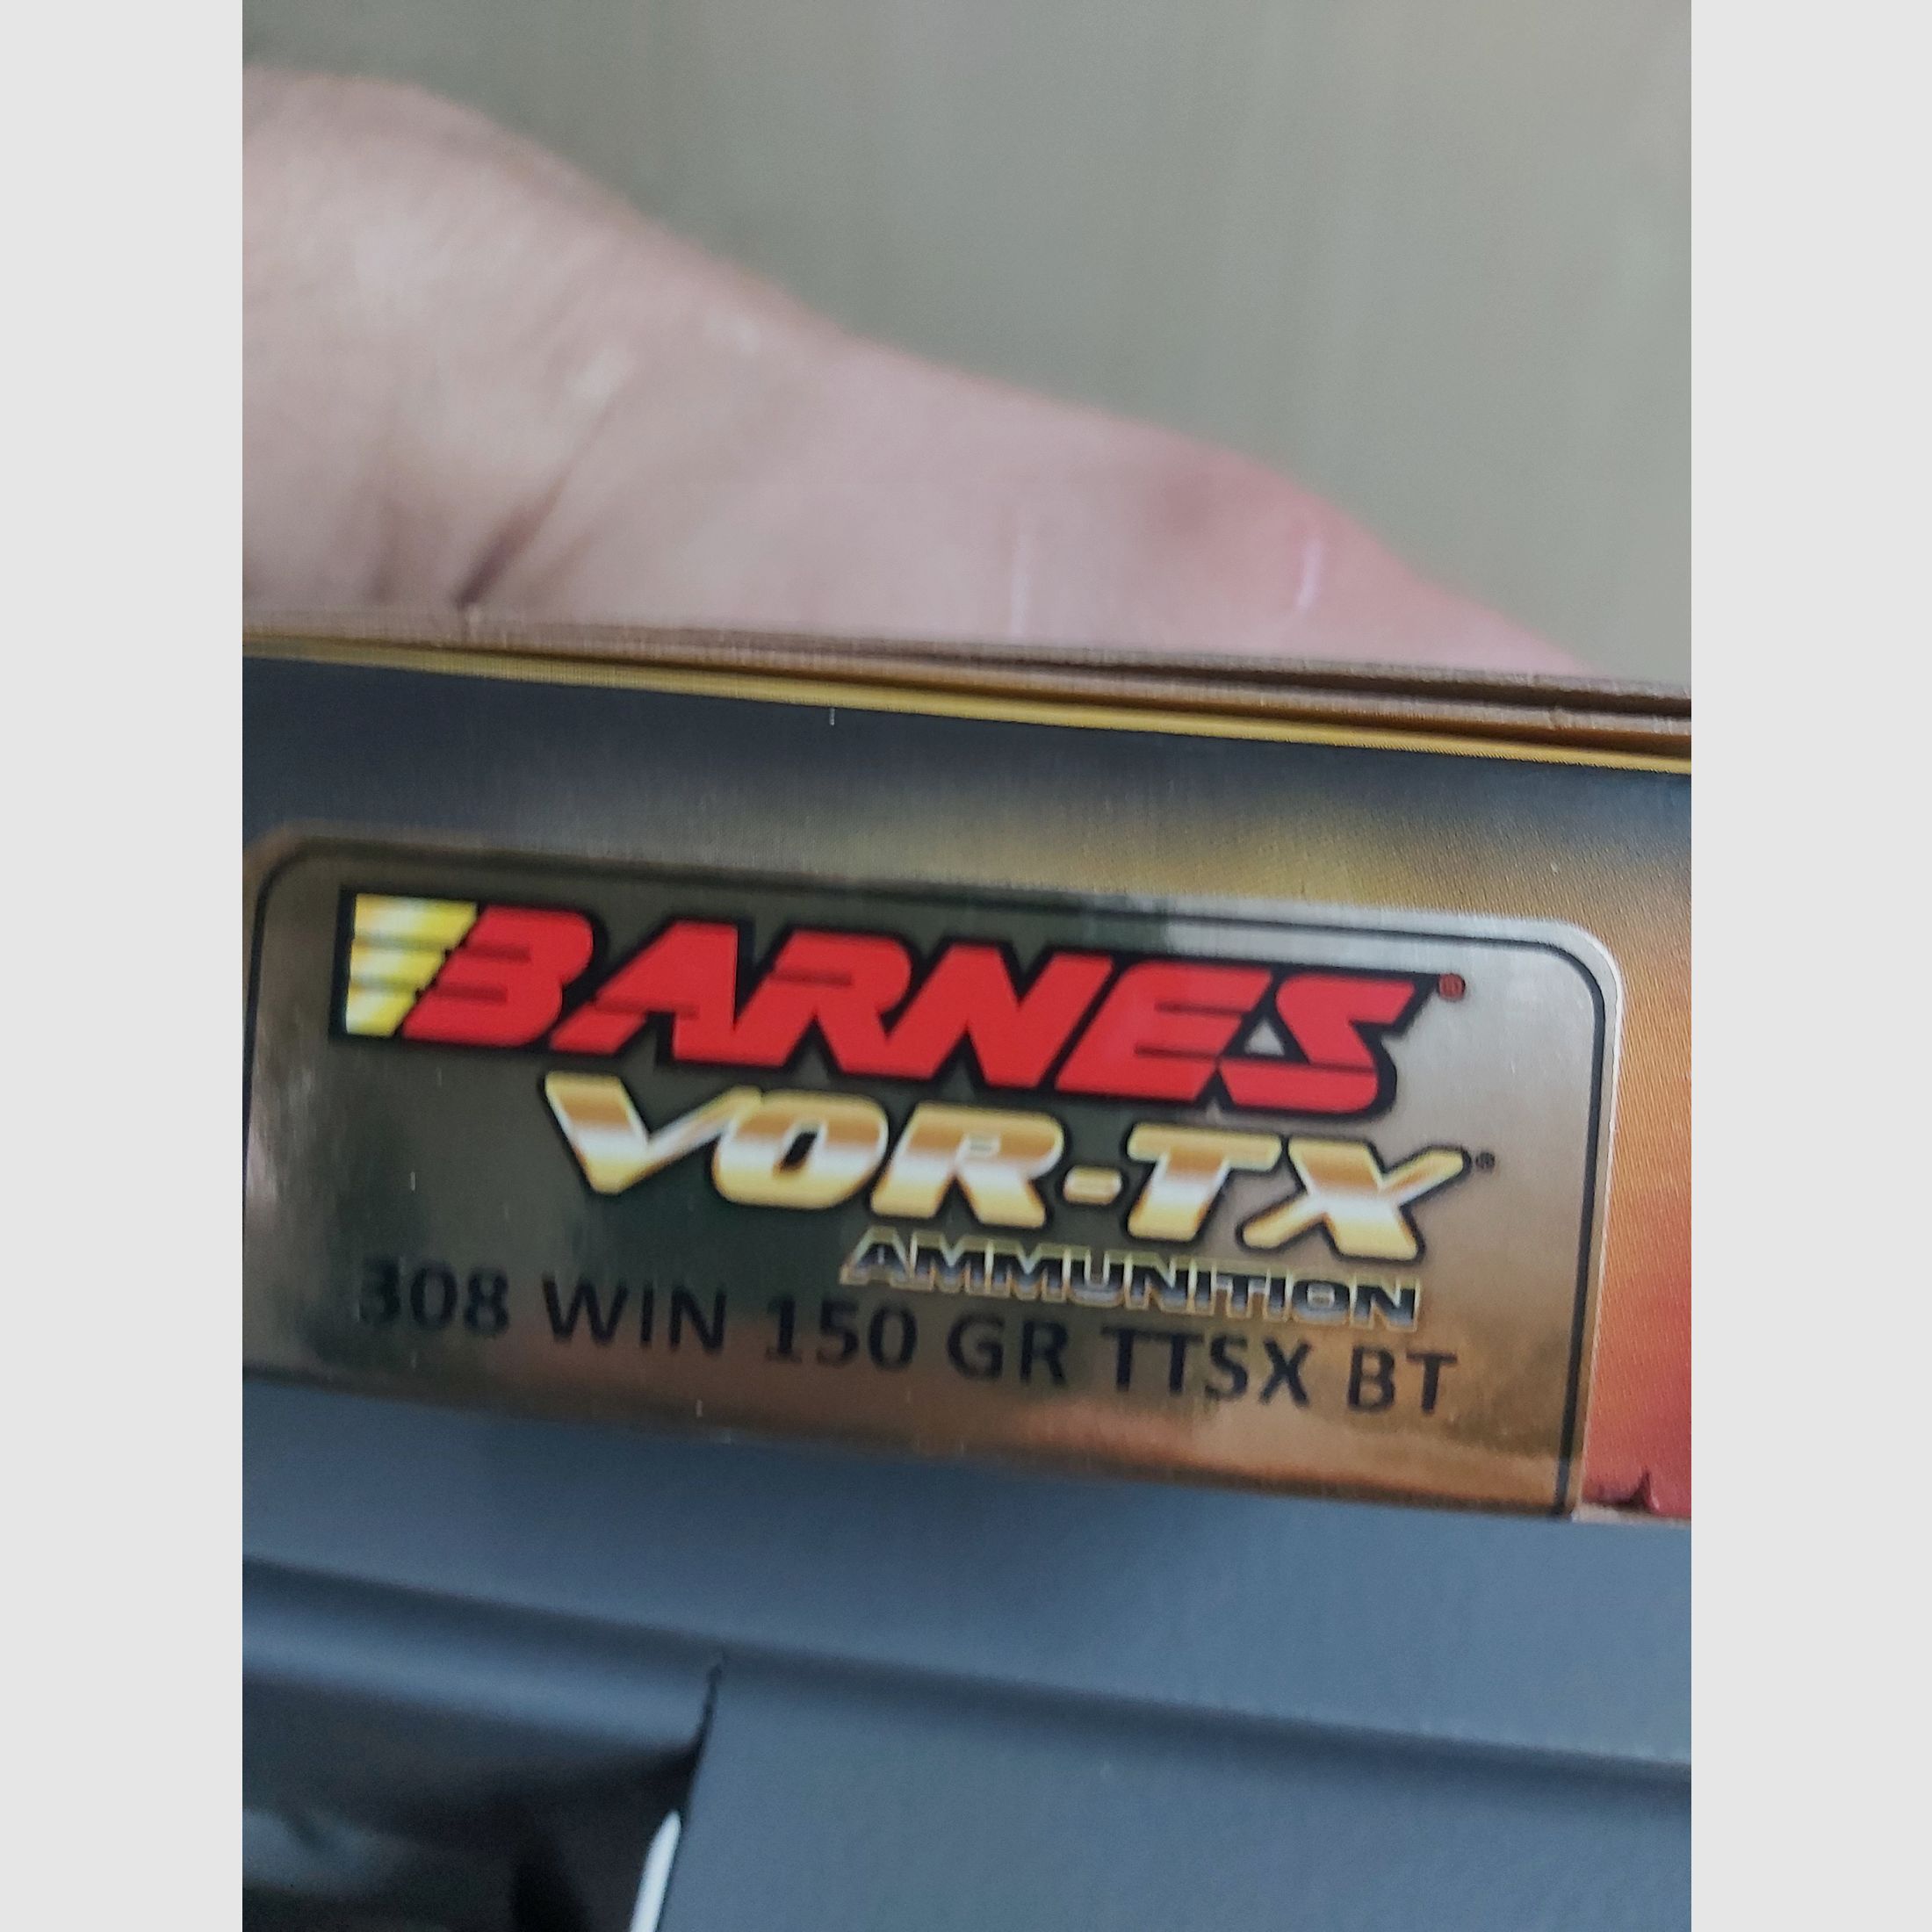 BARNES®
VOR-TX®
AMMUNITION
308 WIN 150 GR TTSX BT